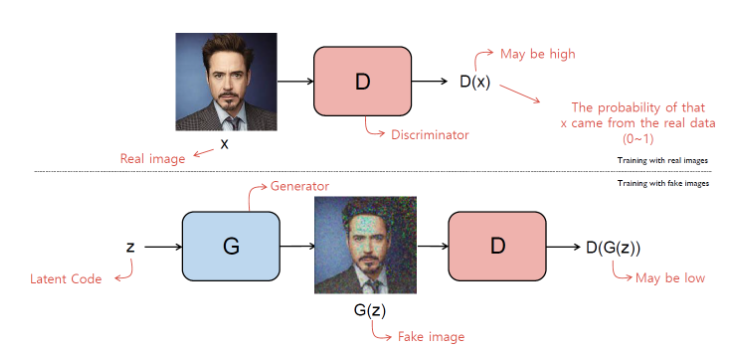 May be high
D
D(x)
The probability of that
x came from the real data
(0~1)
Discriminator
x
Real image
Training with real images
Training with fake images
Generator
z
G
D
D(G(z))
Latent Code
May be low
G(z)
Fake image